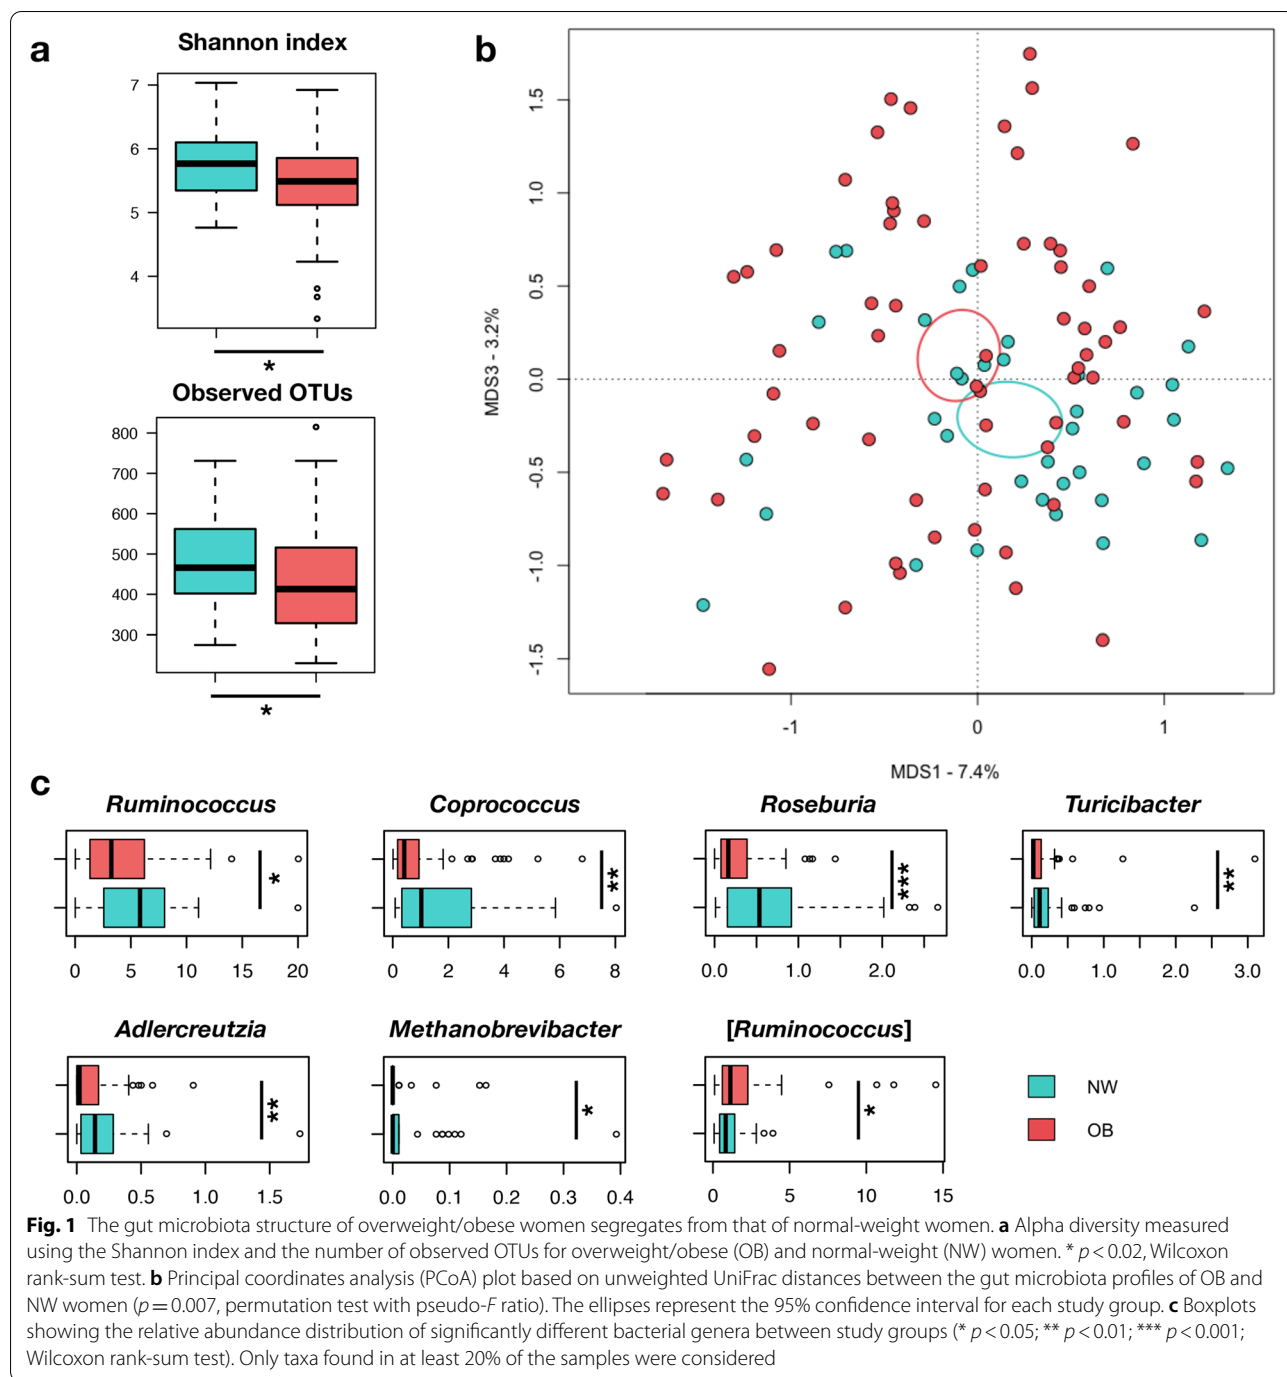 a
Shannon index
7
6
5
4
*
Observed OTUs
800
700
600
500
400
300
*
b
MDS3 - 3.2%
1.5
1.0
0.5
0.0
-0.5
-1.0
-1.5
-1 0 1
MDS1 - 7.4%
c
Ruminococcus
*
0 5 10 15 20
Coprococcus
**
0 2 4 6 8
Roseburia
***
0.0 1.0 2.0
Turicibacter
**
0.0 1.0 2.0 3.0
Adlercreutzia
**
0.0 0.5 1.0 1.5
Methanobrevibacter
*
0.0 0.1 0.2 0.3 0.4
[Ruminococcus]
*
0 5 10 15
NW
OB
Fig. 1 The gut microbiota structure of overweight/obese women segregates from that of normal-weight women. a Alpha diversity measured
using the Shannon index and the number of observed OTUs for overweight/obese (OB) and normal-weight (NW) women. * p < 0.02, Wilcoxon
rank-sum test. b Principal coordinates analysis (PCoA) plot based on unweighted UniFrac distances between the gut microbiota profiles of OB and
NW women (p = 0.007, permutation test with pseudo-F ratio). The ellipses represent the 95% confidence interval for each study group. c Boxplots
showing the relative abundance distribution of significantly different bacterial genera between study groups (* p < 0.05; ** p < 0.01; *** p < 0.001;
Wilcoxon rank-sum test). Only taxa found in at least 20% of the samples were considered